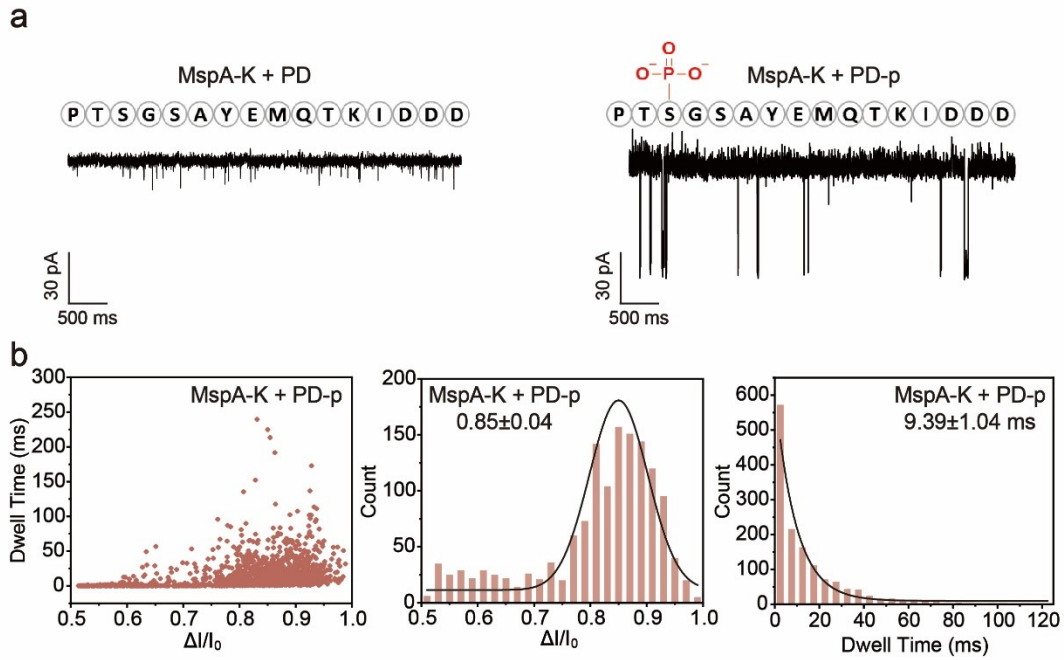 a
MspA-K + PD
P T S G S A Y E M Q T K I D D D
30 pA
500 ms
O
O⁻ P O⁻
MspA-K + PD-p
P T S G S A Y E M Q T K I D D D
30 pA
500 ms
b
300
250
200
150
100
50
0
Dwell Time (ms)
MspA-K + PD-p
0.5 0.6 0.7 0.8 0.9 1.0
ΔI/I₀
200
150
100
50
0
Count
MspA-K + PD-p
0.85±0.04
0.5 0.6 0.7 0.8 0.9 1.0
ΔI/I₀
600
500
400
300
200
100
0
Count
MspA-K + PD-p
9.39±1.04 ms
0 20 40 60 80 100 120
Dwell Time (ms)